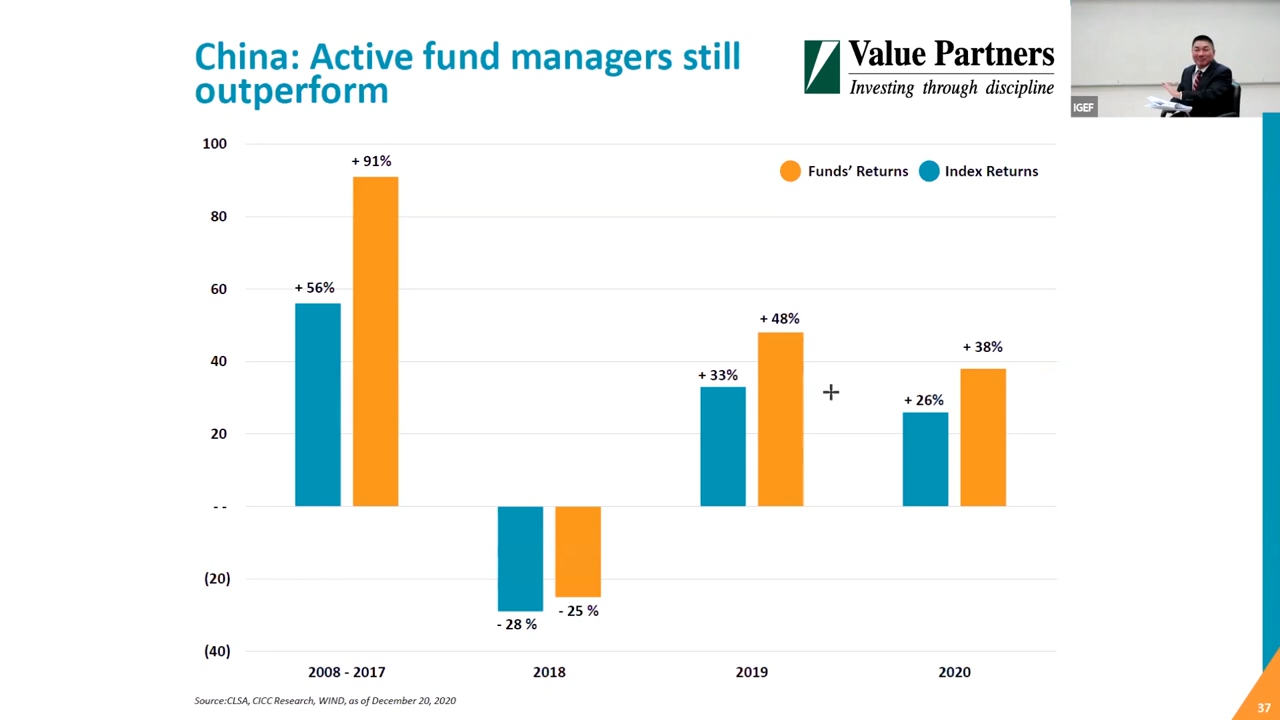 China: Active fund managers still
outperform
Value Partners
Investing through discipline
IGEF
100
80
60
40
20
- -
(20)
(40)
Funds’ Returns
Index Returns
+ 56%
+ 91%
- 28 %
- 25 %
+ 33%
+ 48%
+ 26%
+ 38%
2008 - 2017
2018
2019
2020
Source:CLSA, CICC Research, WIND, as of December 20, 2020
37